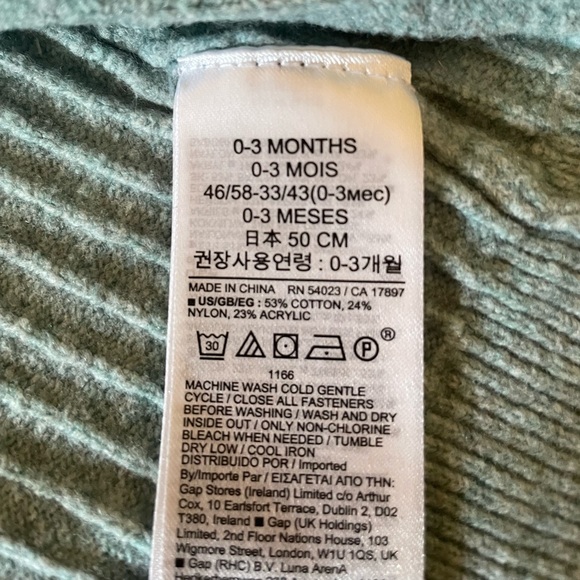 0-3 MONTHS
0-3 MOIS
46/58-33/43(0-3мес)
0-3 MESES
日本 50 CM
권장사용연령 : 0-3개월
MADE IN CHINA RN 54023 / CA 17897
■ US/GB/EG : 53% COTTON, 24%
NYLON, 23% ACRYLIC
30 P ®
1166
MACHINE WASH COLD GENTLE
CYCLE / CLOSE ALL FASTENERS
BEFORE WASHING / WASH AND DRY
INSIDE OUT / ONLY NON-CHLORINE
BLEACH WHEN NEEDED / TUMBLE
DRY LOW / COOL IRON
DISTRIBUIDO POR / Imported
By/Importe Par / ΕΙΣΑΓΕΤΑΙ ΑΠΟ ΤΗΝ:
Gap Stores (Ireland) Limited c/o Arthur
Cox, 10 Earlsfort Terrace, Dublin 2, D02
T380, Ireland ■ Gap (UK Holdings)
Limited, 2nd Floor Nations House, 103
Wigmore Street, London, W1U 1QS, UK
■ Gap (RHC) B.V. Luna ArenA